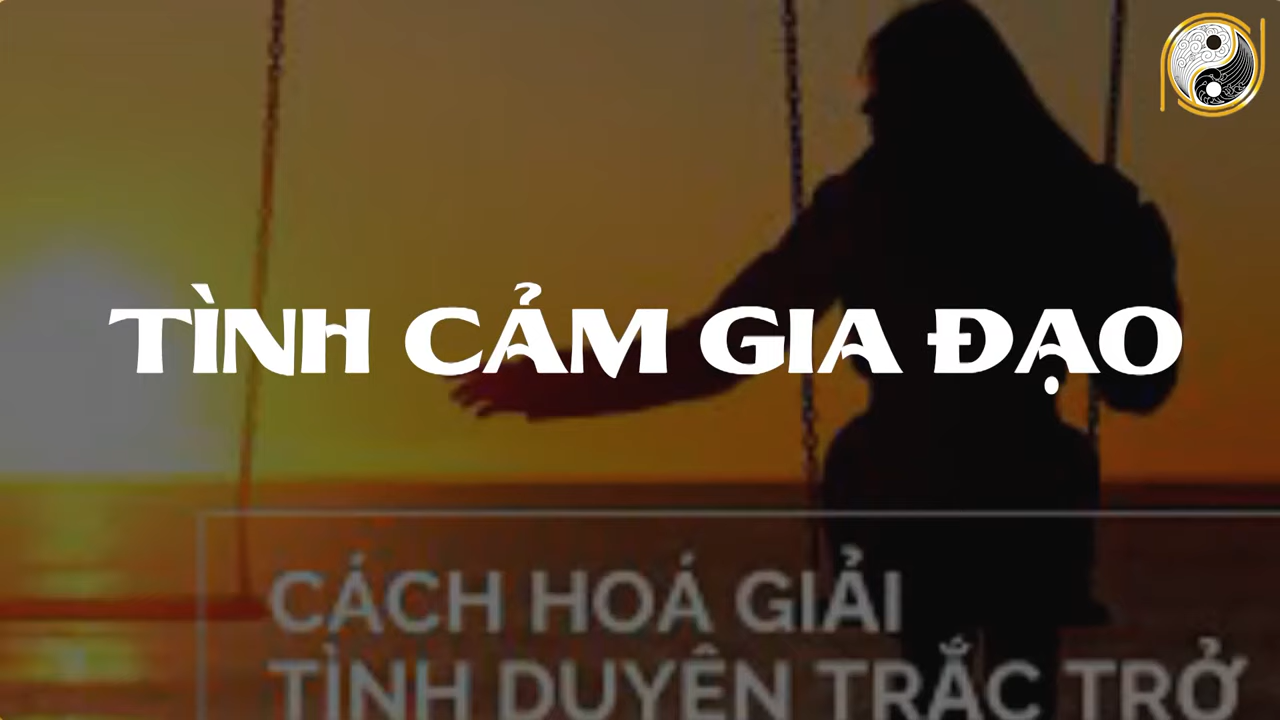 TÌNH CẢM GIA ĐẠO
CÁCH HOÁ GIẢI
TÌNH DUYÊN TRẮC TRỞ